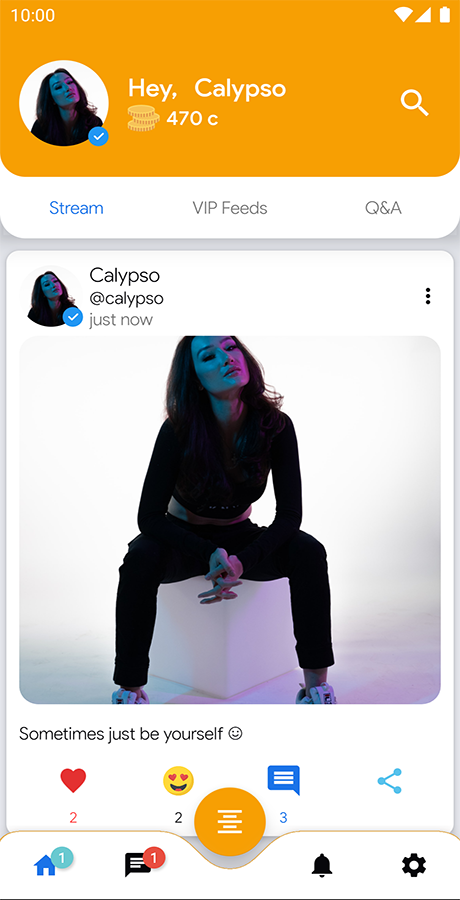 10:00
Hey, Calypso
470 c
Stream VIP Feeds Q&A
Calypso
@calypso
just now
Sometimes just be yourself ☺
2 2 3
1 1